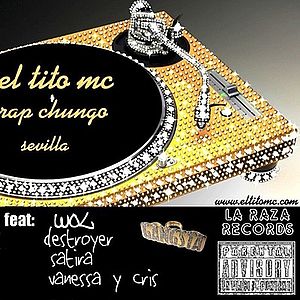 el tito mc
rap chungo
sevilla
www.eltitomc.com
feat:
wol
destroyer
satira
vanessa y cris
LA RAZA
RECORDS
PARENTAL
ADVISORY